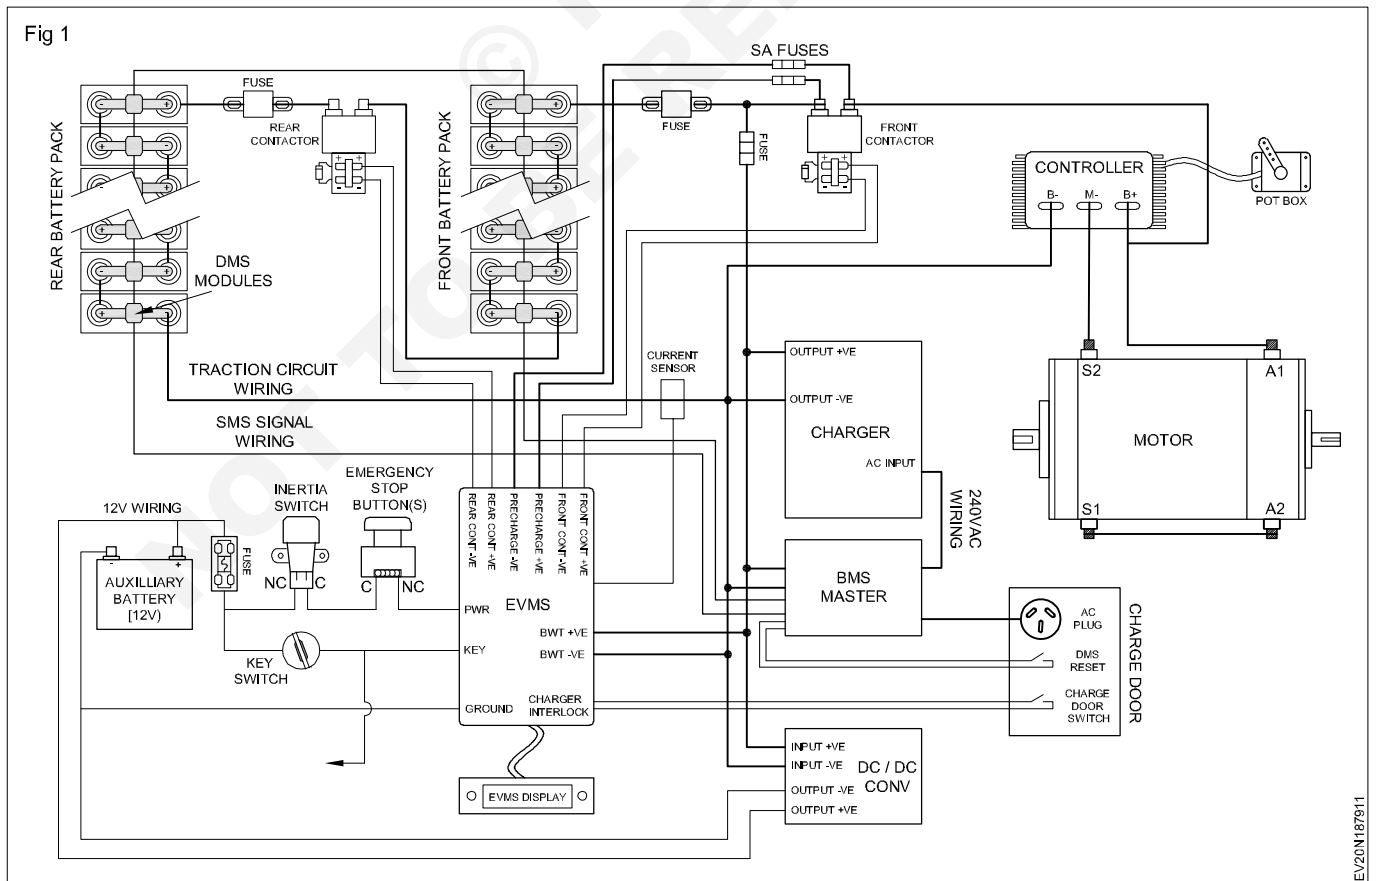 Fig 1
© 
NOT TO BE RE
SA FUSES
FUSE
REAR
CONTACTOR
FUSE
FUSE
FRONT
CONTACTOR
CONTROLLER
B-
M-
B+
POT BOX
REAR BATTERY PACK
FRONT BATTERY PACK
DMS
MODULES
TRACTION CIRCUIT
WIRING
SMS SIGNAL
WIRING
CURRENT
SENSOR
OUTPUT +VE
OUTPUT -VE
CHARGER
AC INPUT
240VAC
WIRING
S2
A1
MOTOR
S1
A2
12V WIRING
INERTIA
SWITCH
EMERGENCY
STOP
BUTTON(S)
FUSE
NC
C
C
NC
- +
AUXILLIARY
BATTERY
[12V)
KEY
SWITCH
REAR CONT -VE
REAR CONT +VE
PRECHARGE -VE
PRECHARGE +VE
FRONT CONT -VE
FRONT CONT +VE
PWR
EVMS
KEY
BWT +VE
BWT -VE
GROUND
CHARGER
INTERLOCK
EVMS DISPLAY
BMS
MASTER
AC
PLUG
DMS
RESET
CHARGE
DOOR
SWITCH
CHARGE DOOR
INPUT +VE
INPUT -VE
DC / DC
CONV
OUTPUT -VE
OUTPUT +VE
EV20N187911